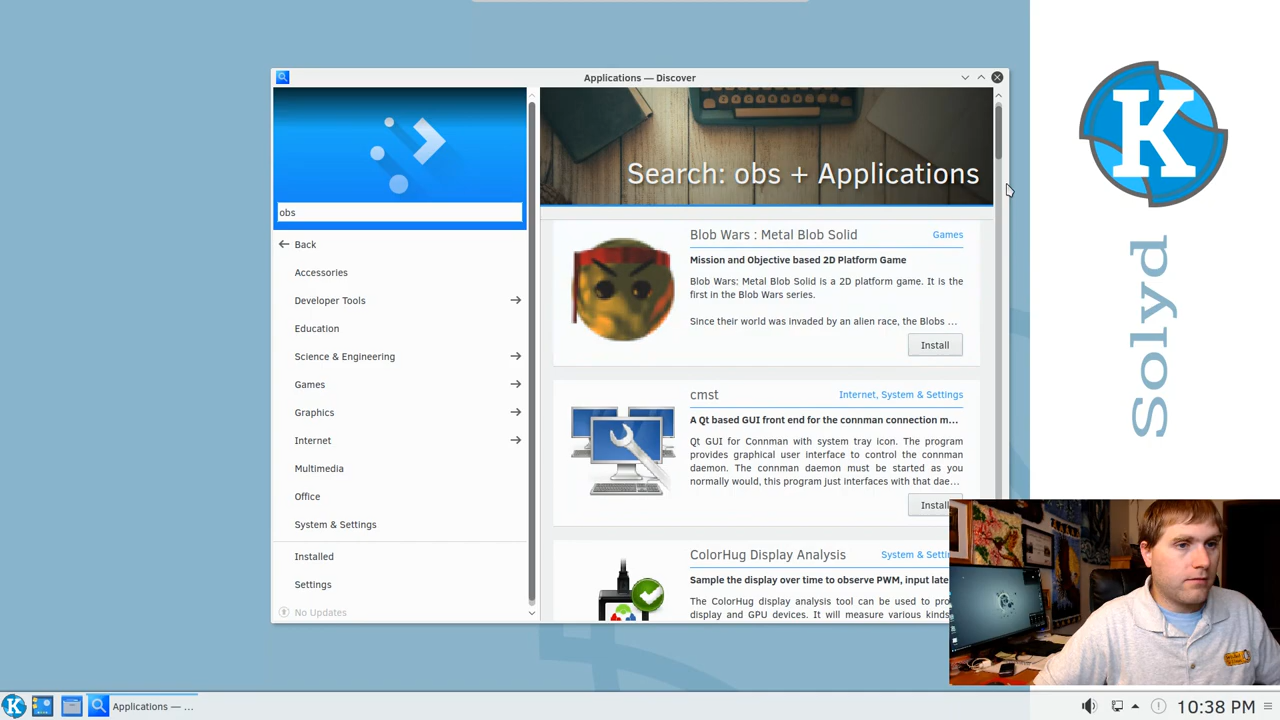 Applications — Discover
obs
Back
Accessories
Developer Tools
Education
Science & Engineering
Games
Graphics
Internet
Multimedia
Office
System & Settings
Installed
Settings
No Updates
Search: obs + Applications
Blob Wars : Metal Blob Solid
Games
Mission and Objective based 2D Platform Game
Blob Wars: Metal Blob Solid is a 2D platform game. It is the
first in the Blob Wars series.
Since their world was invaded by an alien race, the Blobs ...
Install
cmst
Internet, System & Settings
A Qt based GUI front end for the connman connection m...
Qt GUI for Connman with system tray icon. The program
provides graphical user interface to control the connman
daemon. The connman daemon must be started as you
normally would, this program just interfaces with that dae...
Install
ColorHug Display Analysis
System & Setti
Sample the display over time to observe PWM, input late
The ColorHug display analysis tool can be used to pro
display and GPU devices. It will measure various kinds
K
Solyd
K
Applications — ...
10:38 PM